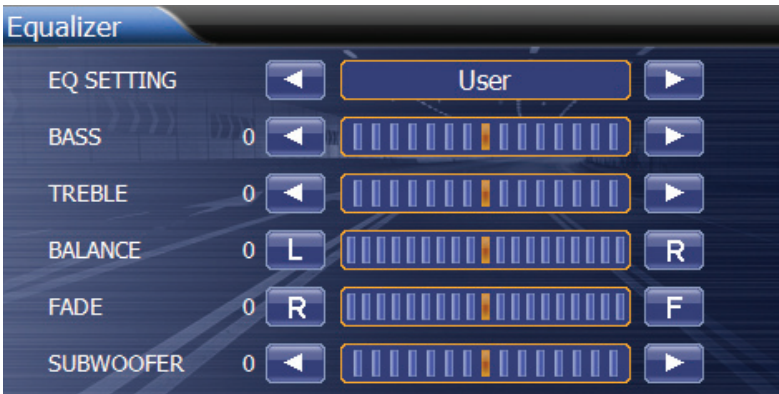 Equalizer
EQ SETTING User
BASS 0
TREBLE 0
BALANCE 0 L R
FADE 0 R F
SUBWOOFER 0